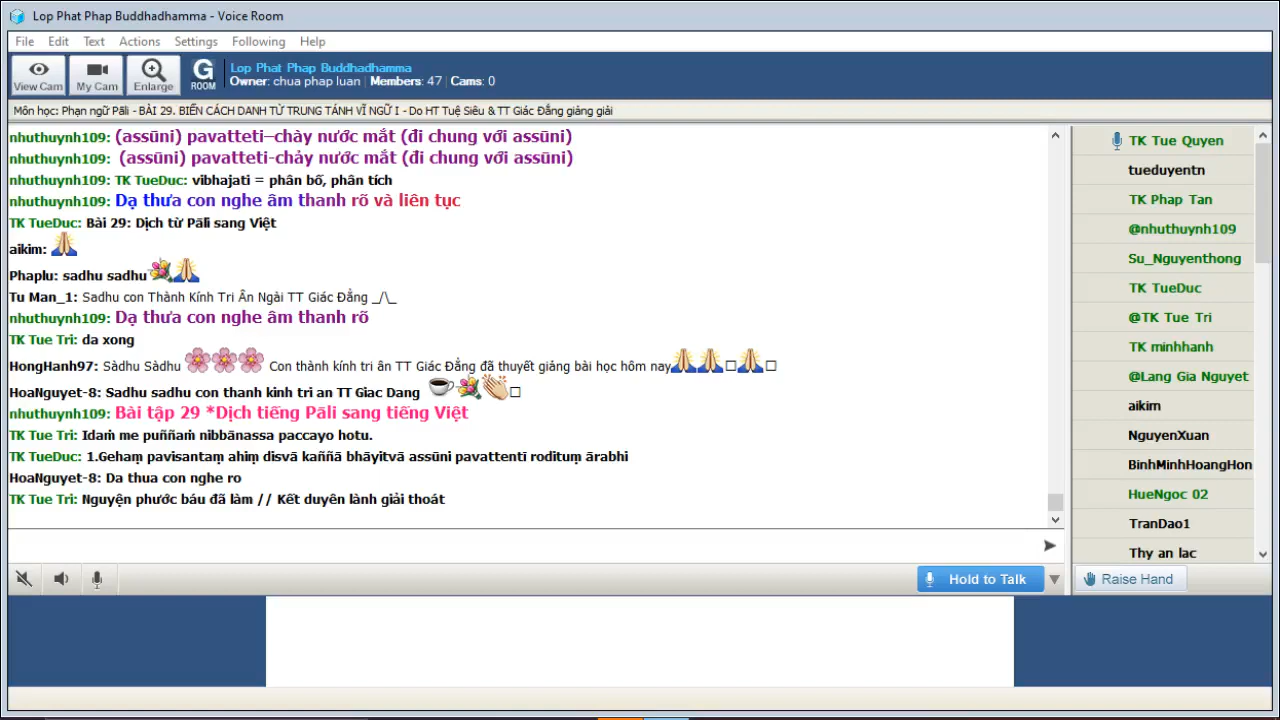 Lop Phat Phap Buddhadhamma - Voice Room
File Edit Text Actions Settings Following Help
View Cam My Cam Enlarge G ROOM
Lop Phat Phap Buddhadhamma
Owner: chua phap luan | Members: 47 | Cams: 0
Môn học: Phạn ngữ Pāli - BÀI 29. BIẾN CÁCH DANH TỪ TRUNG TÁNH VĨ NGỮ I - Do HT Tuệ Siêu & TT Giác Đẳng giảng giải
nhuthuynh109: (assūni) pavatteti–chảy nước mắt (đi chung với assūni)
nhuthuynh109: (assūni) pavatteti-chảy nước mắt (đi chung với assūni)
nhuthuynh109: TK TueDuc: vibhajati = phân bố, phân tích
nhuthuynh109: Dạ thưa con nghe âm thanh rõ và liên tục
TK TueDuc: Bài 29: Dịch từ Pāli sang Việt
aikim:
Phaplu: sadhu sadhu
Tu Man_1: Sadhu con Thành Kính Tri Ân Ngài TT Giác Đẳng _/\_
nhuthuynh109: Dạ thưa con nghe âm thanh rõ
TK Tue Tri: da xong
HongHanh97: Sàdhu Sàdhu Con thành kính tri ân TT Giác Đẳng đã thuyết giảng bài học hôm nay
HoaNguyet-8: Sadhu sadhu con thanh kinh tri an TT Giac Dang
nhuthuynh109: Bài tập 29 *Dịch tiếng Pāli sang tiếng Việt
TK Tue Tri: Idaṁ me puññaṁ nibbānassa paccayo hotu.
TK TueDuc: 1.Gehaṃ pavisantaṃ ahiṃ disvā kaññā bhāyitvā assūni pavattentī rodituṃ ārabhi
HoaNguyet-8: Da thua con nghe ro
TK Tue Tri: Nguyện phước báu đã làm // Kết duyên lành giải thoát
Hold to Talk
TK Tue Quyen
tueduyentn
TK Phap Tan
@nhuthuynh109
Su_Nguyenthong
TK TueDuc
@TK Tue Tri
TK minhhanh
@Lang Gia Nguyet
aikim
NguyenXuan
BinhMinhHoangHon
HueNgoc 02
TranDao1
Thy an lac
Raise Hand